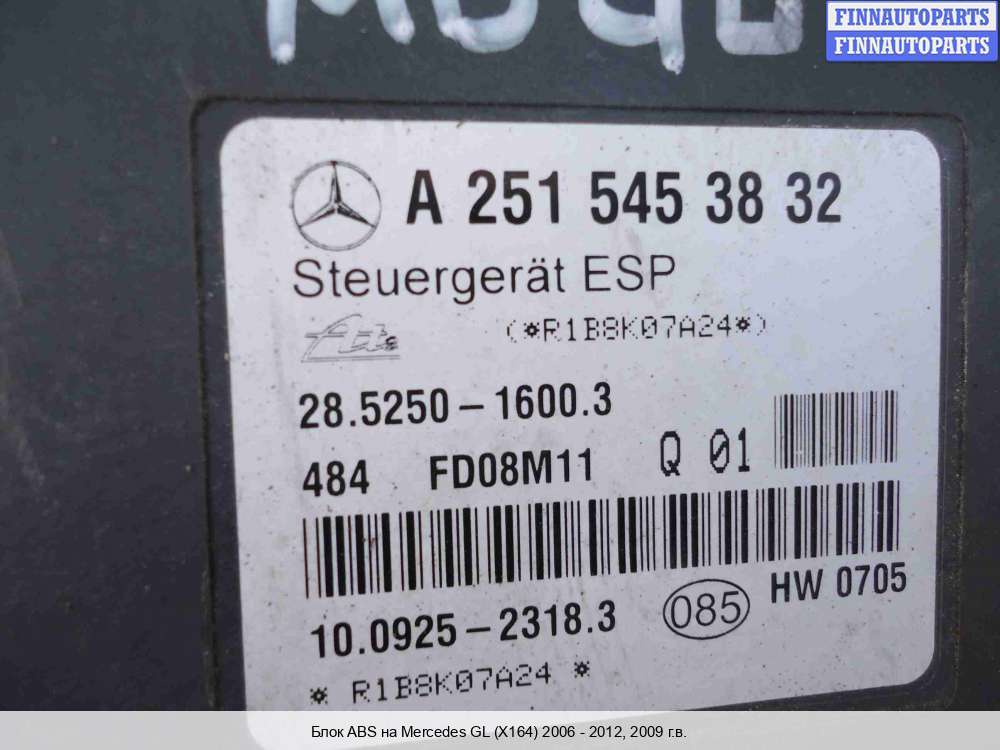 FINNAUTOPARTS
FINNAUTOPARTS
A 251 545 38 32
Steuergerät ESP
(*R1B8K07A24*)
28.5250-1600.3
484 FD08M11 Q 01
10.0925-2318.3 085 HW 0705
* R1B8K07A24 *
Блок ABS на Mercedes GL (X164) 2006 - 2012, 2009 г.в.